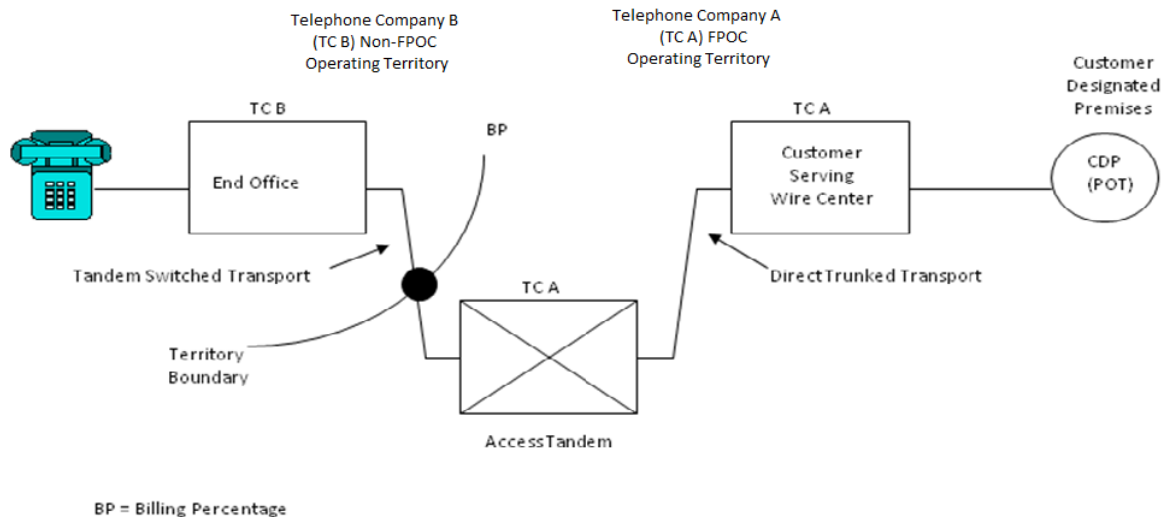 Telephone Company B
(TC B) Non-FPOC
Operating Territory
Telephone Company A
(TC A) FPOC
Operating Territory
Customer
Designated
Premises
TC B
End Office
BP
TC A
Customer
Serving
Wire Center
CDP
(POT)
Tandem Switched Transport
TC A
Direct Trunked Transport
Territory
Boundary
Access Tandem
BP = Billing Percentage